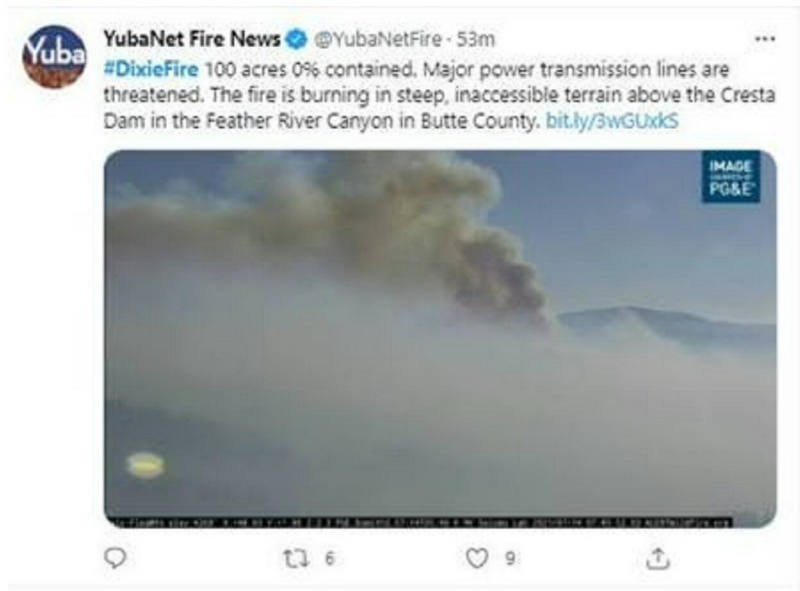 Yuba
YubaNet Fire News @YubaNetFire · 53m
#DixieFire 100 acres 0% contained. Major power transmission lines are
threatened. The fire is burning in steep, inaccessible terrain above the Cresta
Dam in the Feather River Canyon in Butte County. bit.ly/3wGUxkS
IMAGE
PG&E
6
9